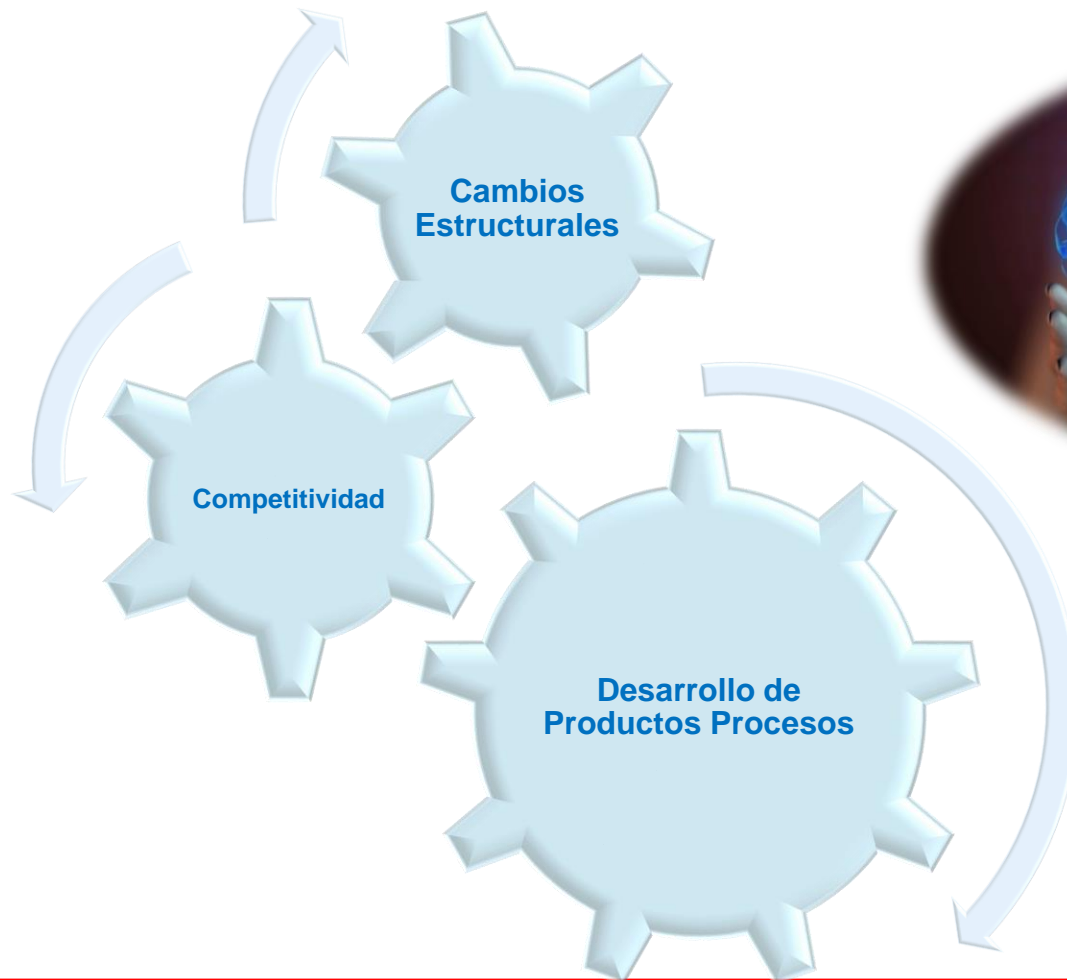 Cambios
Estructurales
Competitividad
Desarrollo de
Productos Procesos